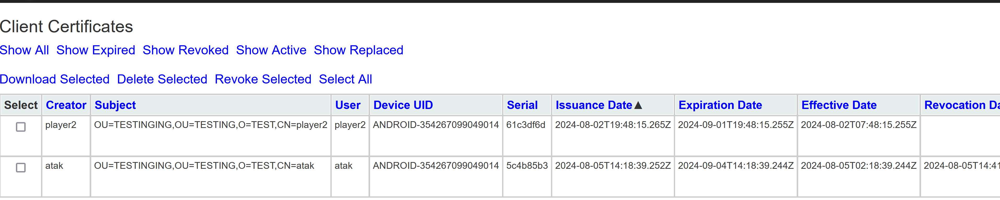 Client Certificates
Show All Show Expired Show Revoked Show Active Show Replaced
Download Selected Delete Selected Revoke Selected Select All
Select Creator Subject User Device UID Serial Issuance Date▲ Expiration Date Effective Date Revocation Da
player2 OU=TESTINGING,OU=TESTING,O=TEST,CN=player2 player2 ANDROID-354267099049014 61c3df6d 2024-08-02T19:48:15.265Z 2024-09-01T19:48:15.255Z 2024-08-02T07:48:15.255Z
atak OU=TESTINGING,OU=TESTING,O=TEST,CN=atak atak ANDROID-354267099049014 5c4b85b3 2024-08-05T14:18:39.252Z 2024-09-04T14:18:39.244Z 2024-08-05T02:18:39.244Z 2024-08-05T14:41